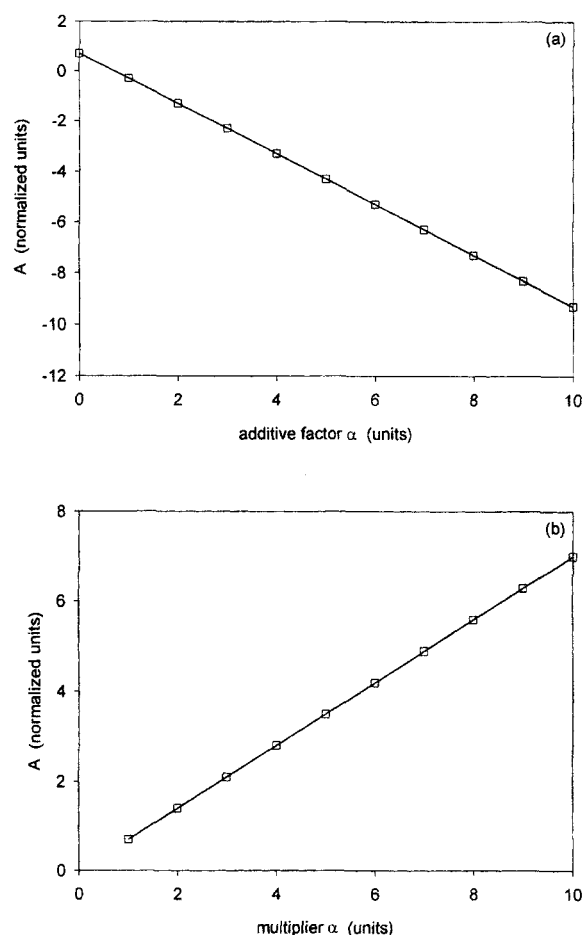 (a)
2
0
-2
-4
-6
-8
-10
-12
A (normalized units)
0 2 4 6 8 10
additive factor α (units)
(b)
8
6
4
2
0
A (normalized units)
0 2 4 6 8 10
multiplier α (units)